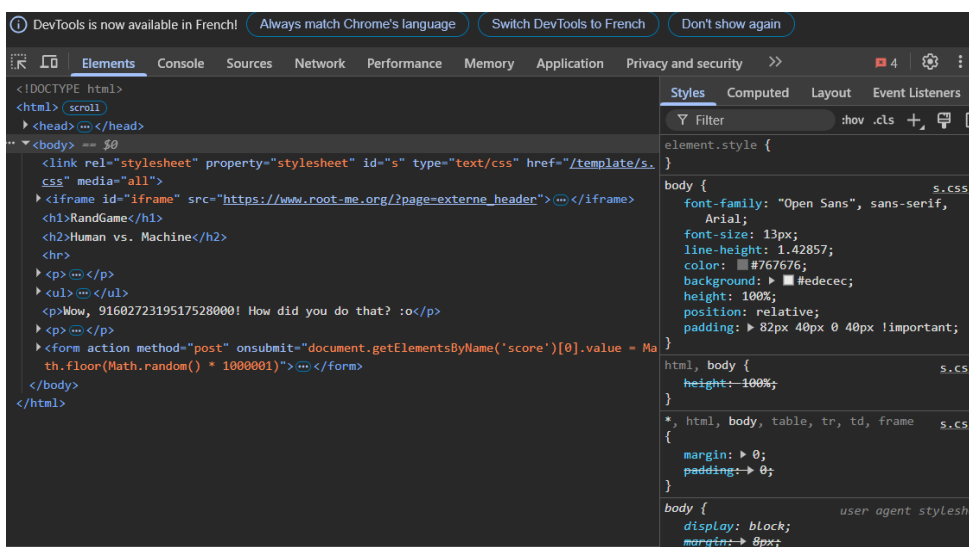 DevTools is now available in French! Always match Chrome's language Switch DevTools to French Don't show again
Elements Console Sources Network Performance Memory Application Privacy and security >> 4
<!DOCTYPE html>
<html> scroll
<head> ... </head>
... <body> == $0
<link rel="stylesheet" property="stylesheet" id="s" type="text/css" href="/template/s.
css" media="all">
<iframe id="iframe" src="https://www.root-me.org/?page=externe_header"> ... </iframe>
<h1>RandGame</h1>
<h2>Human vs. Machine</h2>
<hr>
<p> ... </p>
<ul> ... </ul>
<p>Wow, 9160272319517528000! How did you do that? :o</p>
<p> ... </p>
<form action method="post" onsubmit="document.getElementsByName('score')[0].value = Ma
th.floor(Math.random() * 1000001)"> ... </form>
</body>
</html>
Styles Computed Layout Event Listeners
Filter :hov .cls +
element.style {
}
body { s.css
font-family: "Open Sans", sans-serif,
Arial;
font-size: 13px;
line-height: 1.42857;
color: #767676;
background: #edecec;
height: 100%;
position: relative;
padding: 82px 40px 0 40px !important;
}
html, body { s.cs
height: 100%;
}
*, html, body, table, tr, td, frame s.cs
{
margin: 0;
padding: 0;
}
body { user agent stylesh
display: block;
margin: 8px;